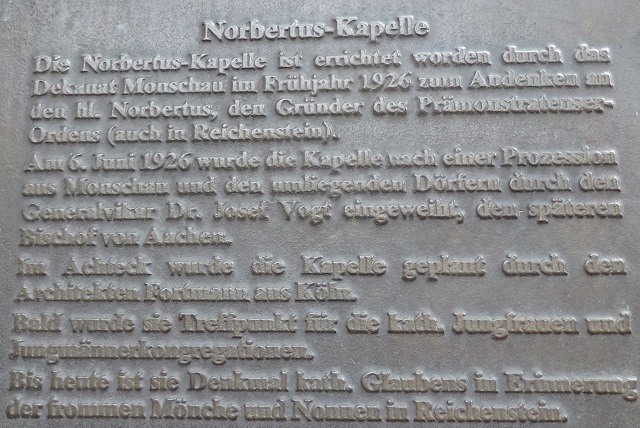 Norbertus-Kapelle
Die Norbertus-Kapelle ist errichtet worden durch das
Dekanat Monschau im Frühjahr 1926 zum Andenken an
den hl. Norbertus, den Gründer des Prämonstratenser-
Ordens (auch in Reichenstein).
Am 6. Juni 1926 wurde die Kapelle nach einer Prozession
aus Monschau und den umliegenden Dörfern durch den
Generalvikar Dr. Josef Vogt eingeweiht, den späteren
Bischof von Aachen.
Im Achteck wurde die Kapelle geplant durch den
Architekten Fortmann aus Köln.
Bald wurde sie Treffpunkt für die kath. Jungfrauen und
Jungmännerkongregationen.
Bis heute ist sie Denkmal kath. Glaubens in Erinnerung
der frommen Mönche und Nonnen in Reichenstein.